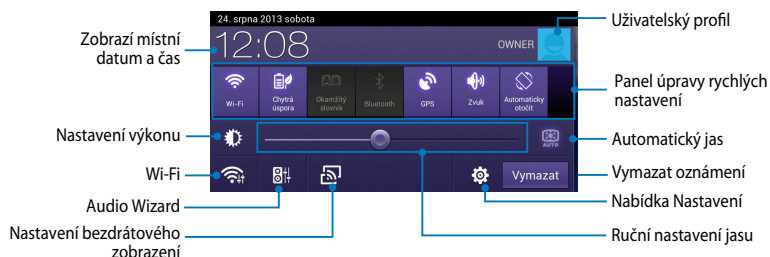 24. srpna 2013 sobota
Uživatelský profil
Zobrazí místní
datum a čas
12:08
OWNER
Panel úpravy rychlých
nastavení
Wi-Fi
Chytrá
úspora
Okamžitý
slovník
Bluetooth
GPS
Zvuk
Automaticky
otočit
Nastavení výkonu
AUTO
Automatický jas
Wi-Fi
Vymazat
Vymazat oznámení
Audio Wizard
Nabídka Nastavení
Nastavení bezdrátového
zobrazení
Ruční nastavení jasu